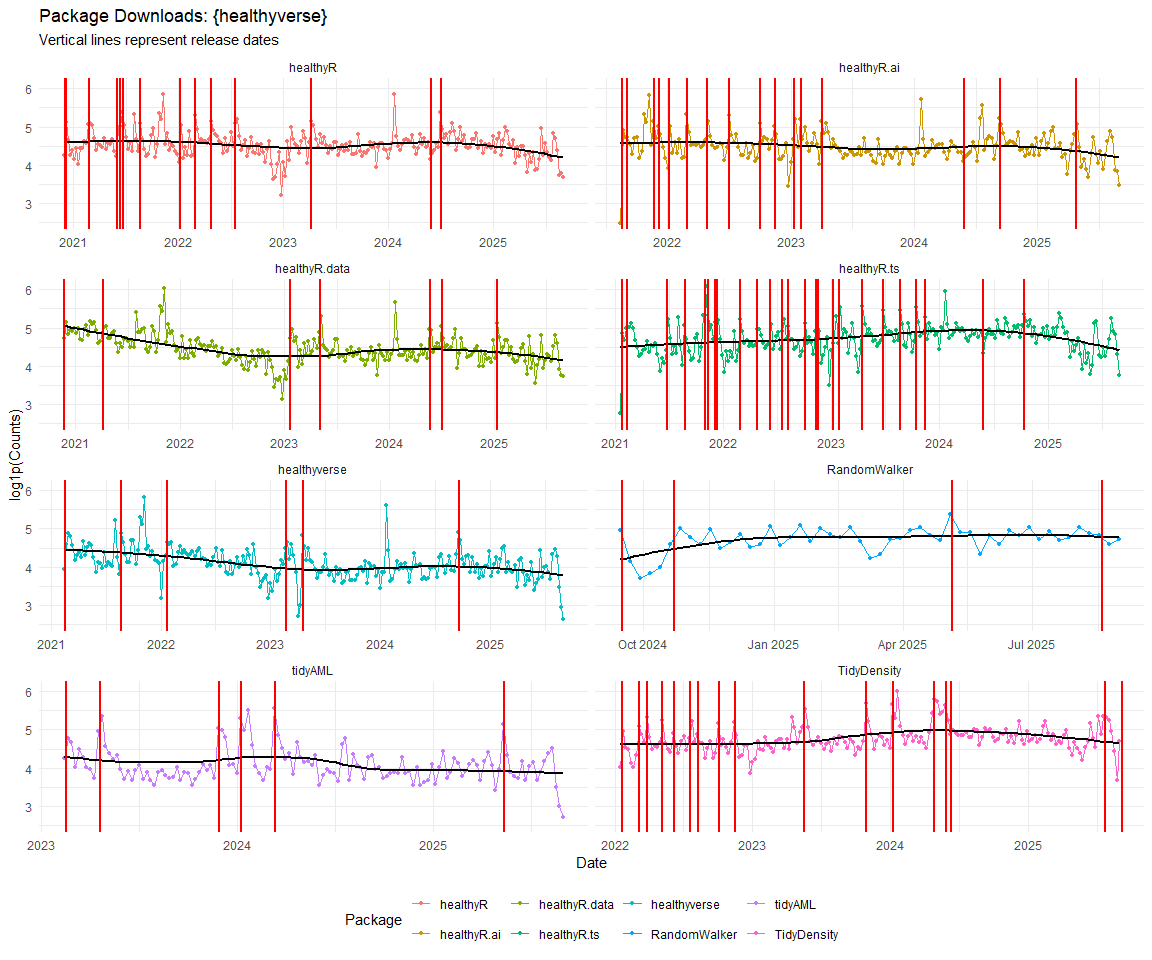 Package Downloads: {healthyverse}
Vertical lines represent release dates
healthyR
healthyR.ai
6
5
4
3
2021 2022 2023 2024 2025
2022 2023 2024 2025
healthyR.data
healthyR.ts
6
5
4
3
2021 2022 2023 2024 2025
2021 2022 2023 2024 2025
log1p(Counts)
healthyverse
RandomWalker
6
5
4
3
2021 2022 2023 2024 2025
Oct 2024 Jan 2025 Apr 2025 Jul 2025
tidyAML
TidyDensity
6
5
4
3
2023 2024 2025
2022 2023 2024 2025
Date
Package
healthyR healthyR.data healthyverse tidyAML
healthyR.ai healthyR.ts RandomWalker TidyDensity